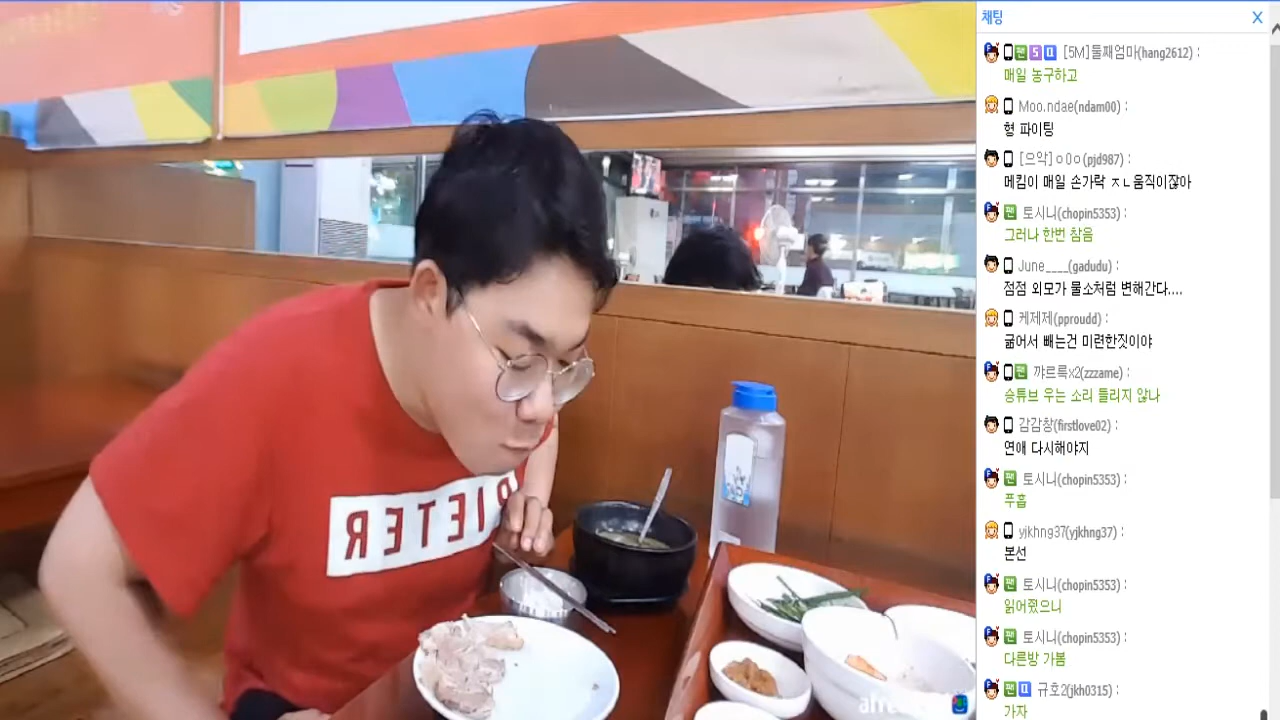 채팅
[5M]둘째엄마(hang2612) :
매일 농구하고
Moo.ndae(ndam00) :
형 파이팅
[으악]o0o(pjd987) :
메킴이 매일 손가락 ㅈㄴ움직이잖아
토시니(chopin5353) :
그러나 한번 참음
June____(gadudu) :
점점 외모가 물소처럼 변해간다....
케제제(pproudd) :
굶어서 빼는건 미련한짓이야
꺄르륵x2(zzzame) :
승튜브 우는 소리 들리지 않나
감감창(firstlove02) :
연애 다시해야지
토시니(chopin5353) :
푸흡
yjkhng37(yjkhng37) :
본선
토시니(chopin5353) :
읽어줬으니
토시니(chopin5353) :
다른방 가봄
규호2(jkh0315) :
가자
PIETER